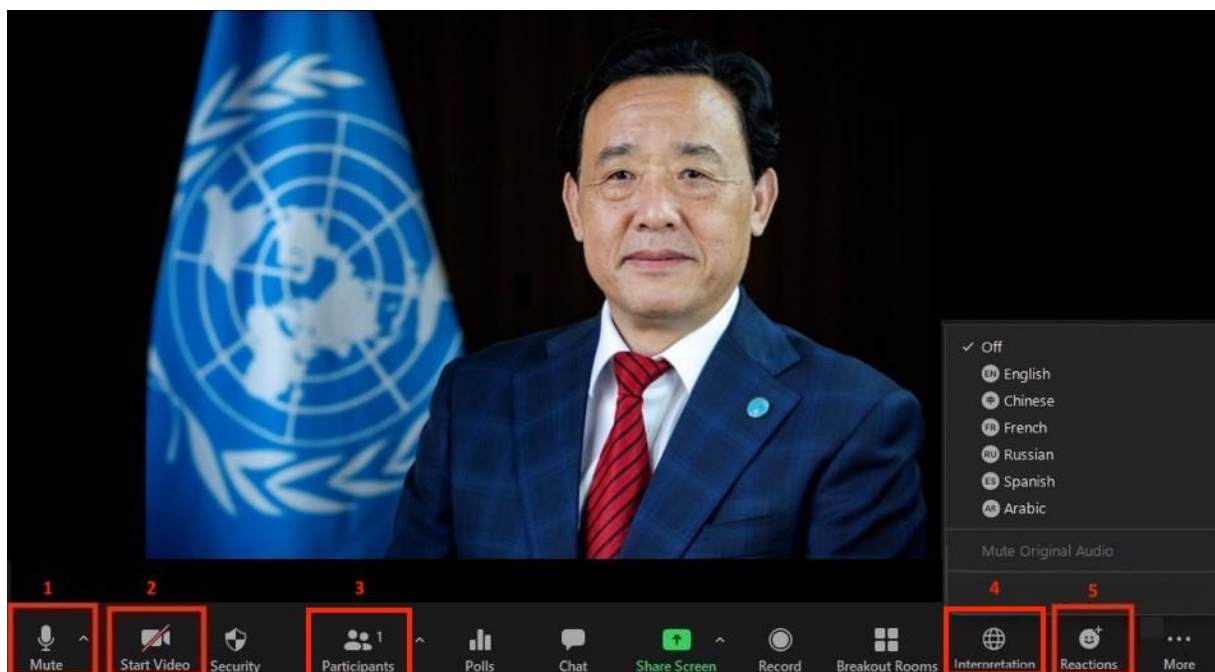 Off
EN English
中 Chinese
FR French
RU Russian
ES Spanish
AR Arabic
Mute Original Audio
1 2 3 4 5
1
Mute Start Video Security Participants Polls Chat Share Screen Record Breakout Rooms Interpretation Reactions More